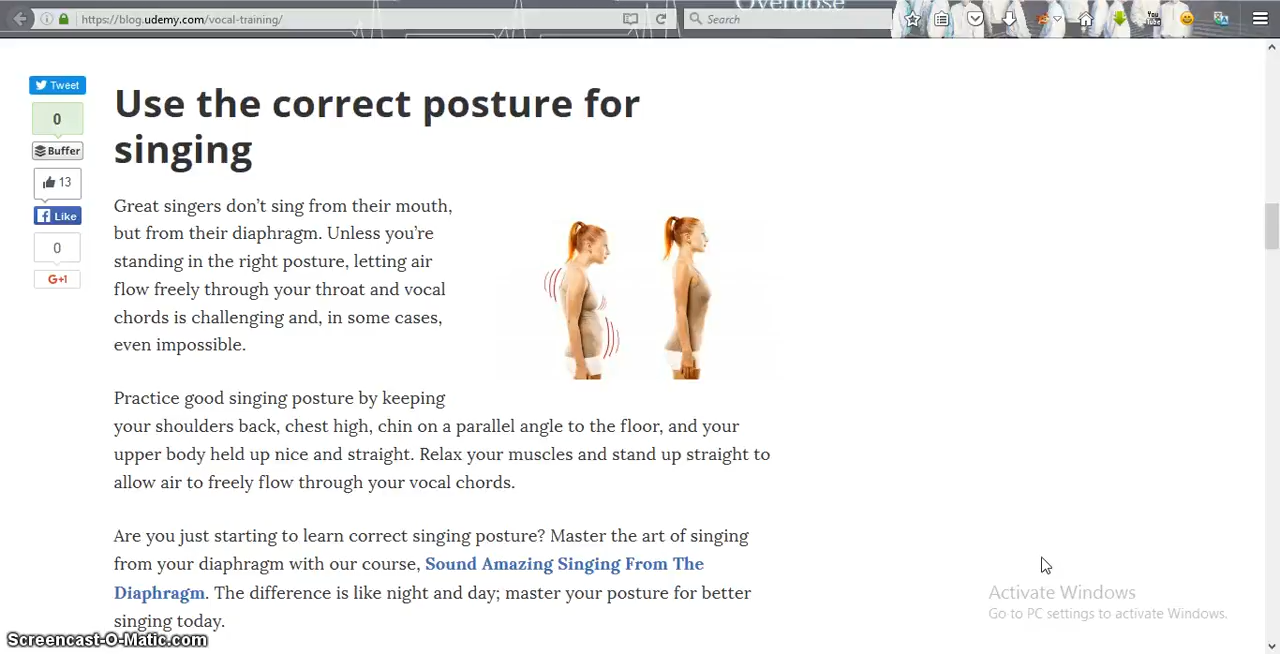 Overdose
https://blog.udemy.com/vocal-training/
Search
You
Tube
Tweet
0
Buffer
13
Like
0
G+1
Use the correct posture for
singing
Great singers don’t sing from their mouth,
but from their diaphragm. Unless you’re
standing in the right posture, letting air
flow freely through your throat and vocal
chords is challenging and, in some cases,
even impossible.
Practice good singing posture by keeping
your shoulders back, chest high, chin on a parallel angle to the floor, and your
upper body held up nice and straight. Relax your muscles and stand up straight to
allow air to freely flow through your vocal chords.
Are you just starting to learn correct singing posture? Master the art of singing
from your diaphragm with our course, Sound Amazing Singing From The
Diaphragm. The difference is like night and day; master your posture for better
singing today.
Activate Windows
Go to PC settings to activate Windows.
Screencast-O-Matic.com